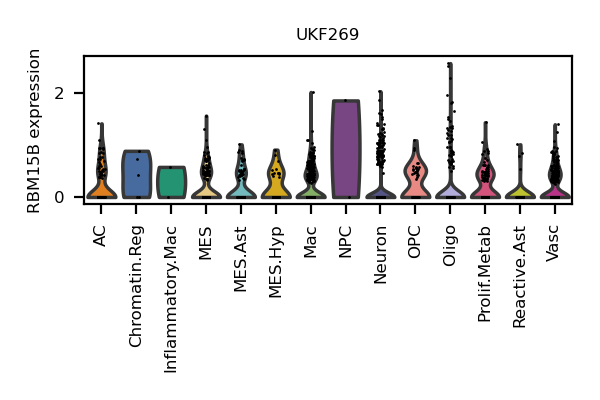 UKF269
RBM15B expression
2
0
AC
Chromatin.Reg
Inflammatory.Mac
MES
MES.Ast
MES.Hyp
Mac
NPC
Neuron
OPC
Oligo
Prolif.Metab
Reactive.Ast
Vasc